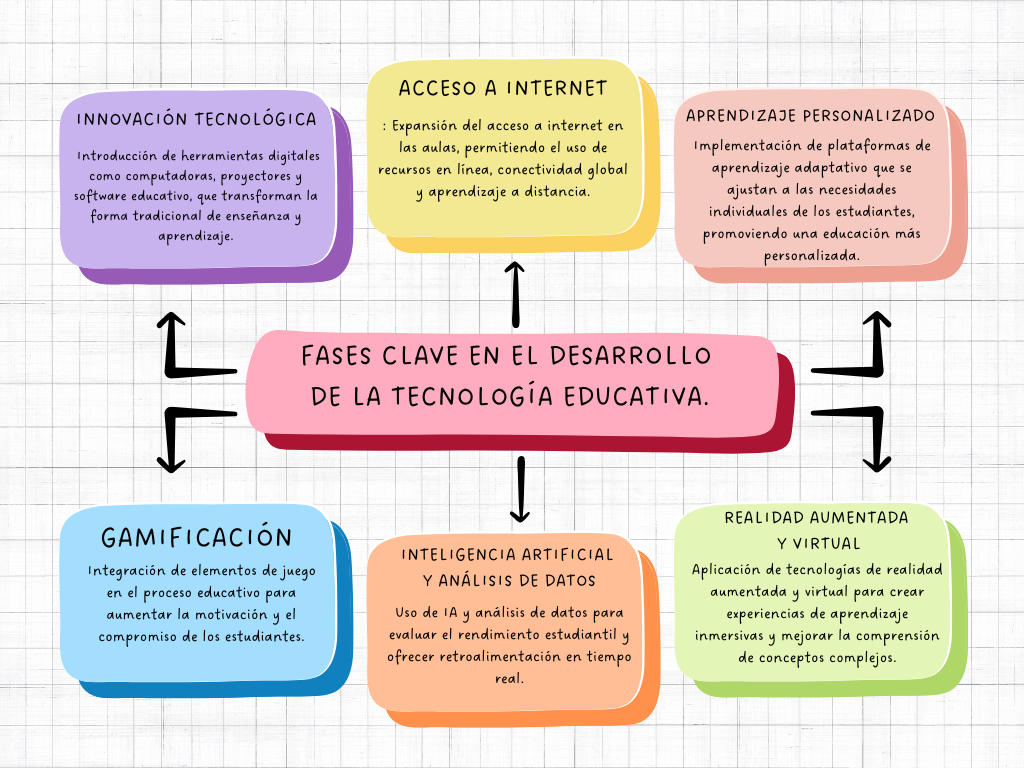 INNOVACIÓN TECNOLÓGICA
Introducción de herramientas digitales
como computadoras, proyectores y
software educativo, que transforman la
forma tradicional de enseñanza y
aprendizaje.
ACCESO A INTERNET
: Expansión del acceso a internet en
las aulas, permitiendo el uso de
recursos en línea, conectividad global
y aprendizaje a distancia.
APRENDIZAJE PERSONALIZADO
Implementación de plataformas de
aprendizaje adaptativo que se
ajustan a las necesidades
individuales de los estudiantes,
promoviendo una educación más
personalizada.
FASES CLAVE EN EL DESARROLLO
DE LA TECNOLOGÍA EDUCATIVA.
GAMIFICACIÓN
Integración de elementos de juego
en el proceso educativo para
aumentar la motivación y el
compromiso de los estudiantes.
INTELIGENCIA ARTIFICIAL
Y ANÁLISIS DE DATOS
Uso de IA y análisis de datos para
evaluar el rendimiento estudiantil y
ofrecer retroalimentación en tiempo
real.
REALIDAD AUMENTADA
Y VIRTUAL
Aplicación de tecnologías de realidad
aumentada y virtual para crear
experiencias de aprendizaje
inmersivas y mejorar la comprensión
de conceptos complejos.